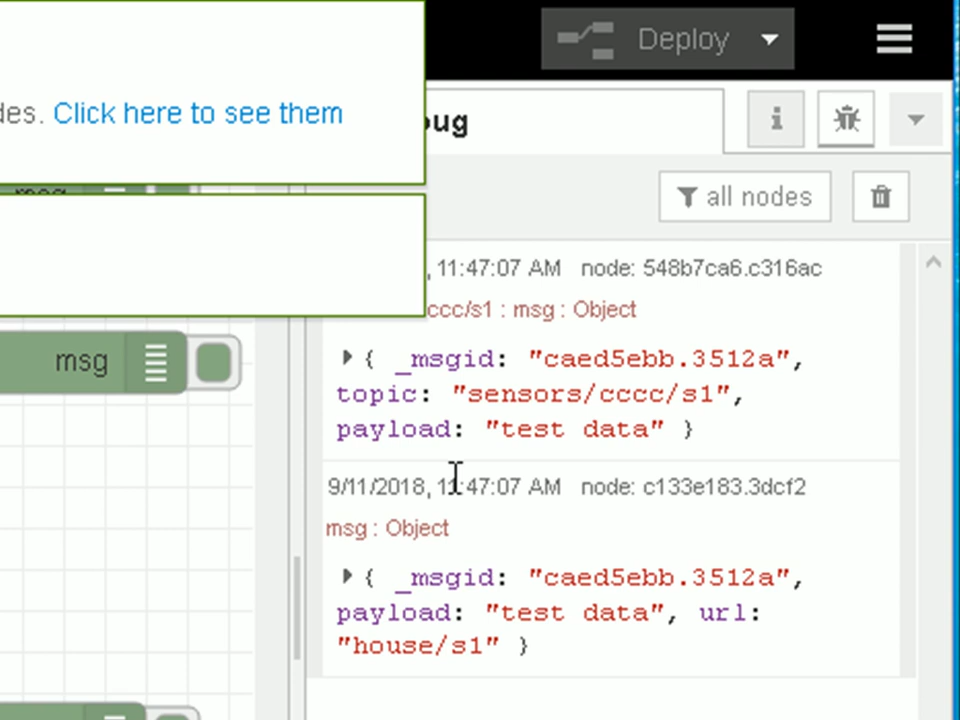 Deploy
des. Click here to see them
bug
i
msg
all nodes
, 11:47:07 AM node: 548b7ca6.c316ac
cccc/s1 : msg : Object
msg
{ _msgid: "caed5ebb.3512a",
topic: "sensors/cccc/s1",
payload: "test data" }
9/11/2018, 11:47:07 AM node: c133e183.3dcf2
msg : Object
{ _msgid: "caed5ebb.3512a",
payload: "test data", url:
"house/s1" }